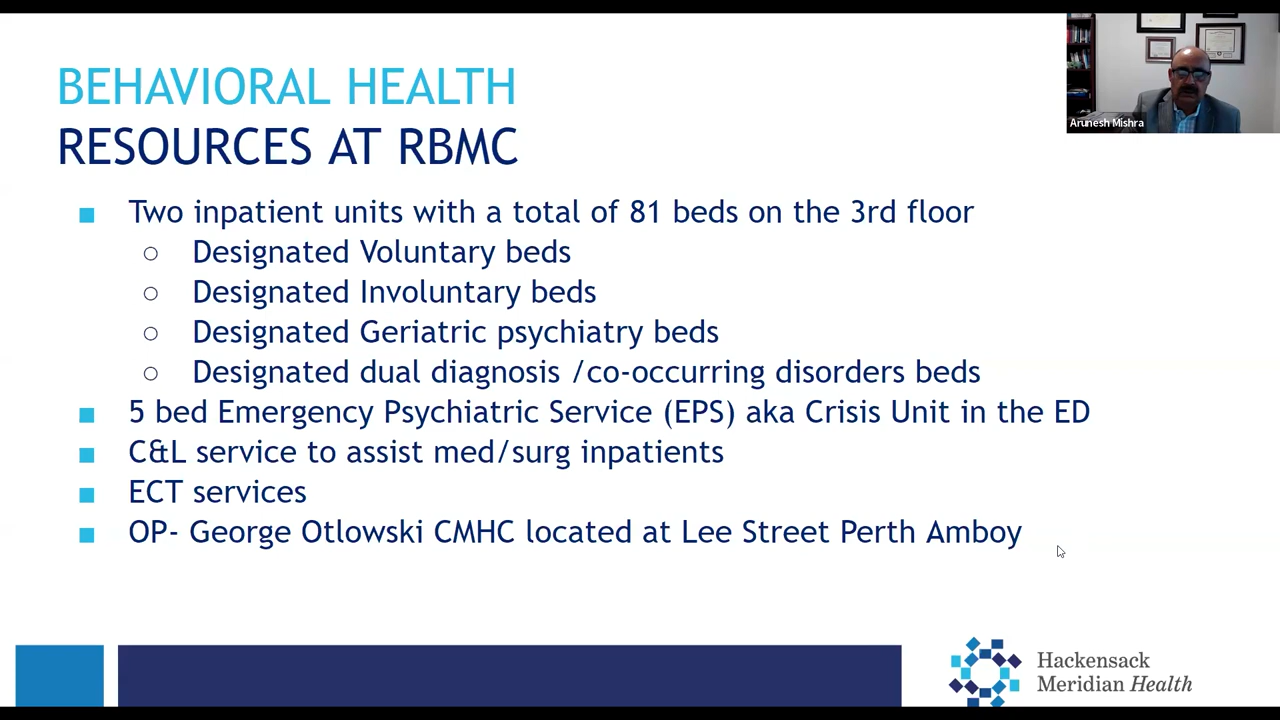 BEHAVIORAL HEALTH
RESOURCES AT RBMC
Arunesh Mishra
■ Two inpatient units with a total of 81 beds on the 3rd floor
○ Designated Voluntary beds
○ Designated Involuntary beds
○ Designated Geriatric psychiatry beds
○ Designated dual diagnosis /co-occurring disorders beds
■ 5 bed Emergency Psychiatric Service (EPS) aka Crisis Unit in the ED
■ C&L service to assist med/surg inpatients
■ ECT services
■ OP- George Otlowski CMHC located at Lee Street Perth Amboy
Hackensack
Meridian Health